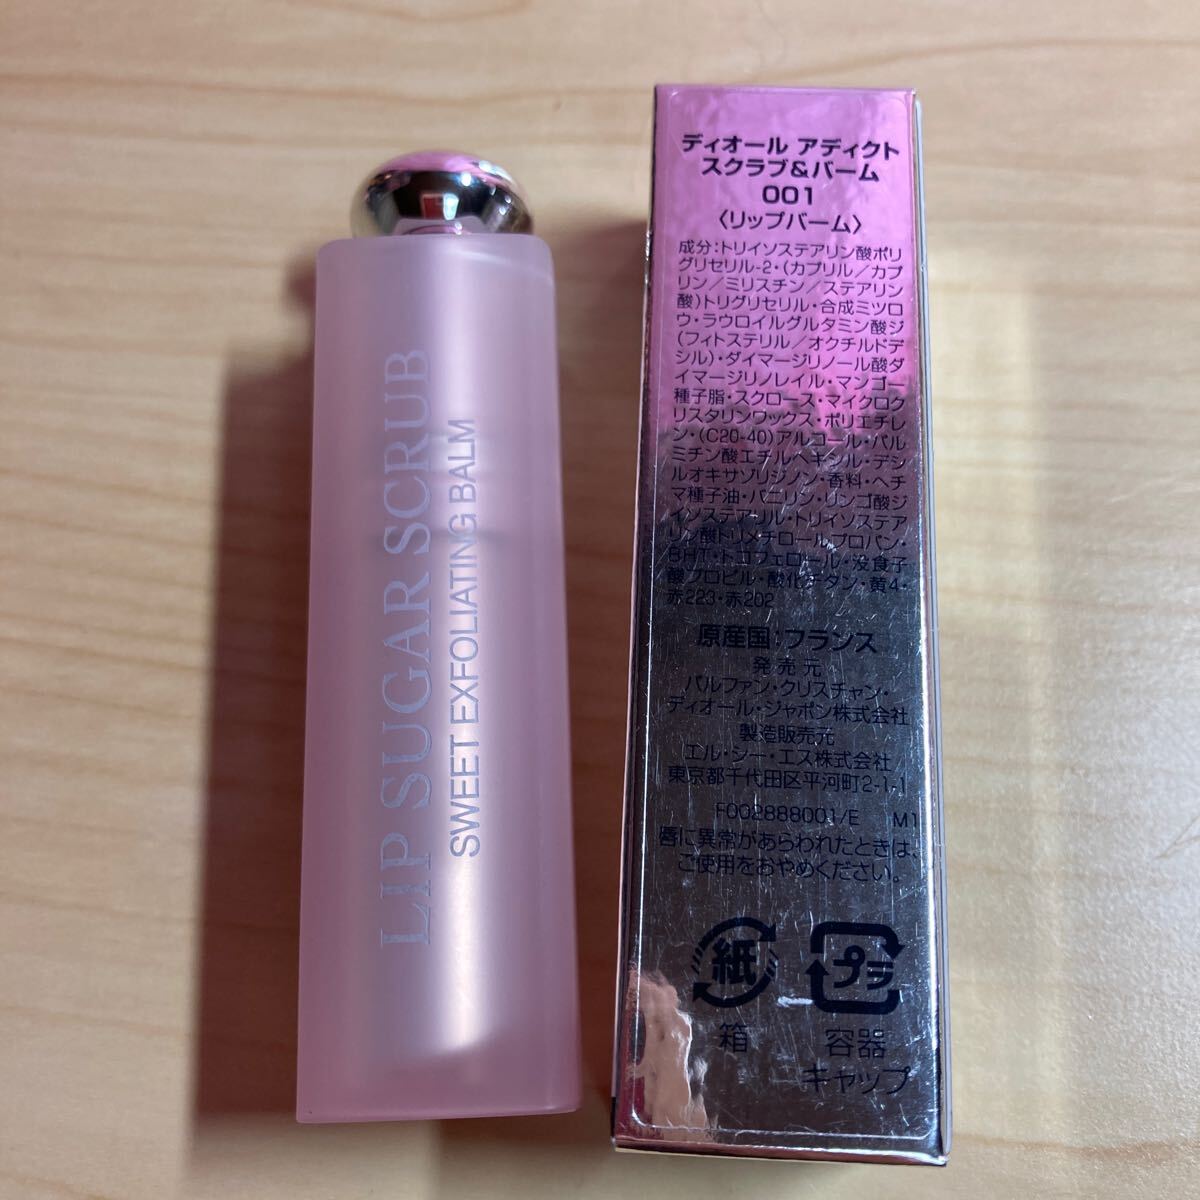 LIP SUGAR SCRUB
SWEET EXFOLIATING BALM
ディオール アディクト
スクラブ&バーム
001
〈リップバーム〉
成分:トリイソステアリン酸ポリ
グリセリル-2・(カプリル/カプ
リン/ミリスチン/ステアリン
酸)トリグリセリル・合成ミツロ
ウ・ラウロイルグルタミン酸ジ
(フィトステリル/オクチルドデ
シル)・ダイマージリノール酸ダ
イマージリノレイル・マンゴー
種子脂・スクロース・マイクロク
リスタリンワックス・ポリエチレ
ン・(C20-40)アルコール・パル
ミチン酸エチルヘキシル・デシ
ルオキサゾリジノン・香料・ヘチ
マ種子油・バニリン・リンゴ酸ジ
イソステアリル・トリイソステア
リン酸トリメチロールプロパン・
BHT・トコフェロール・没食子
酸プロピル・酸化チタン・黄4・
赤223・赤202
原産国:フランス
発売元
パルファン・クリスチャン・
ディオール・ジャポン株式会社
製造販売元
エル・シー・エス株式会社
東京都千代田区平河町2-1-1
F002888001/E M1
唇に異常があらわれたときは、
ご使用をおやめください。
紙 プラ
箱 容器
キャップ